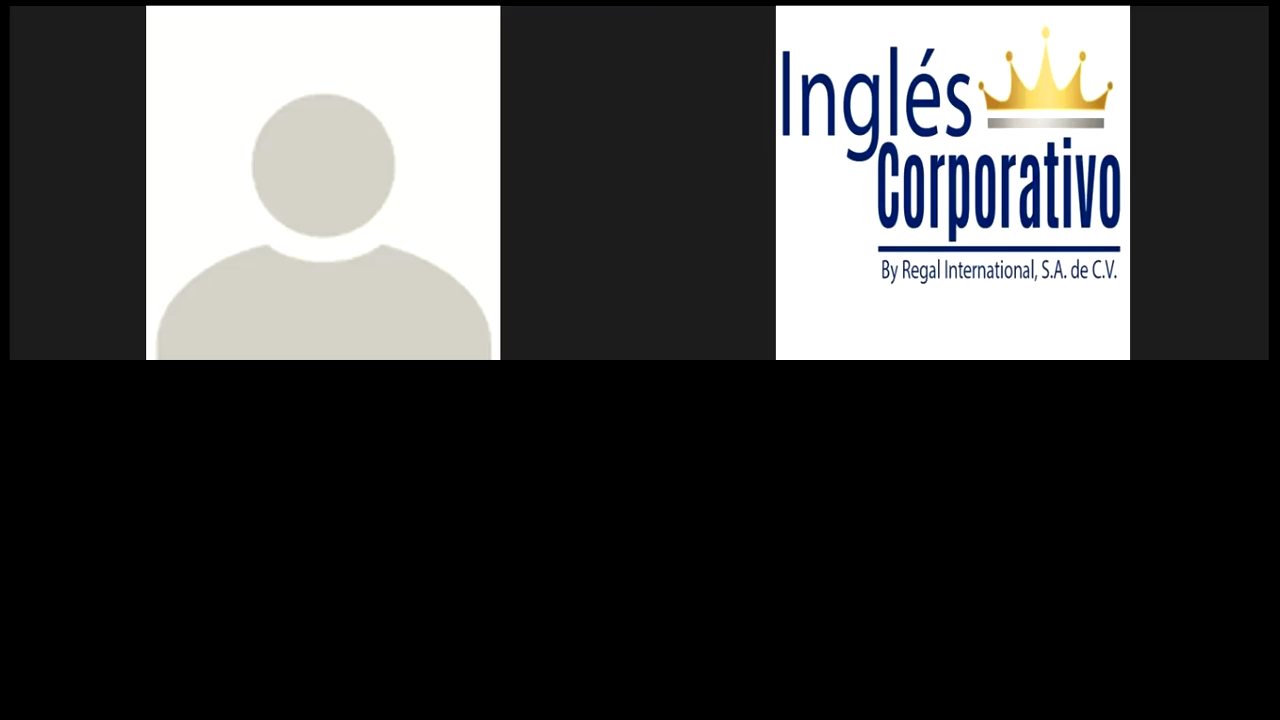 Inglés
Corporativo
By Regal International, S.A. de C.V.